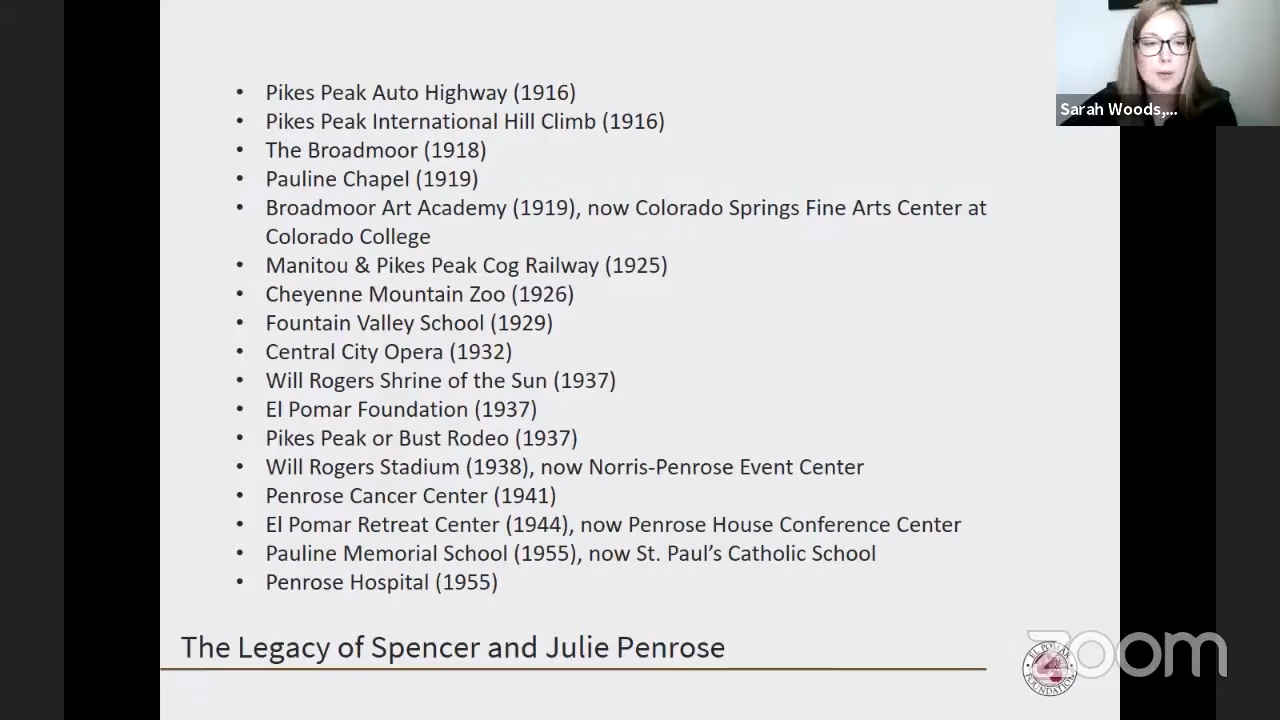 • Pikes Peak Auto Highway (1916)
• Pikes Peak International Hill Climb (1916)
• The Broadmoor (1918)
• Pauline Chapel (1919)
• Broadmoor Art Academy (1919), now Colorado Springs Fine Arts Center at
Colorado College
• Manitou & Pikes Peak Cog Railway (1925)
• Cheyenne Mountain Zoo (1926)
• Fountain Valley School (1929)
• Central City Opera (1932)
• Will Rogers Shrine of the Sun (1937)
• El Pomar Foundation (1937)
• Pikes Peak or Bust Rodeo (1937)
• Will Rogers Stadium (1938), now Norris-Penrose Event Center
• Penrose Cancer Center (1941)
• El Pomar Retreat Center (1944), now Penrose House Conference Center
• Pauline Memorial School (1955), now St. Paul’s Catholic School
• Penrose Hospital (1955)
The Legacy of Spencer and Julie Penrose
Sarah Woods,...
EL POMAR
FOUNDATION
zoom